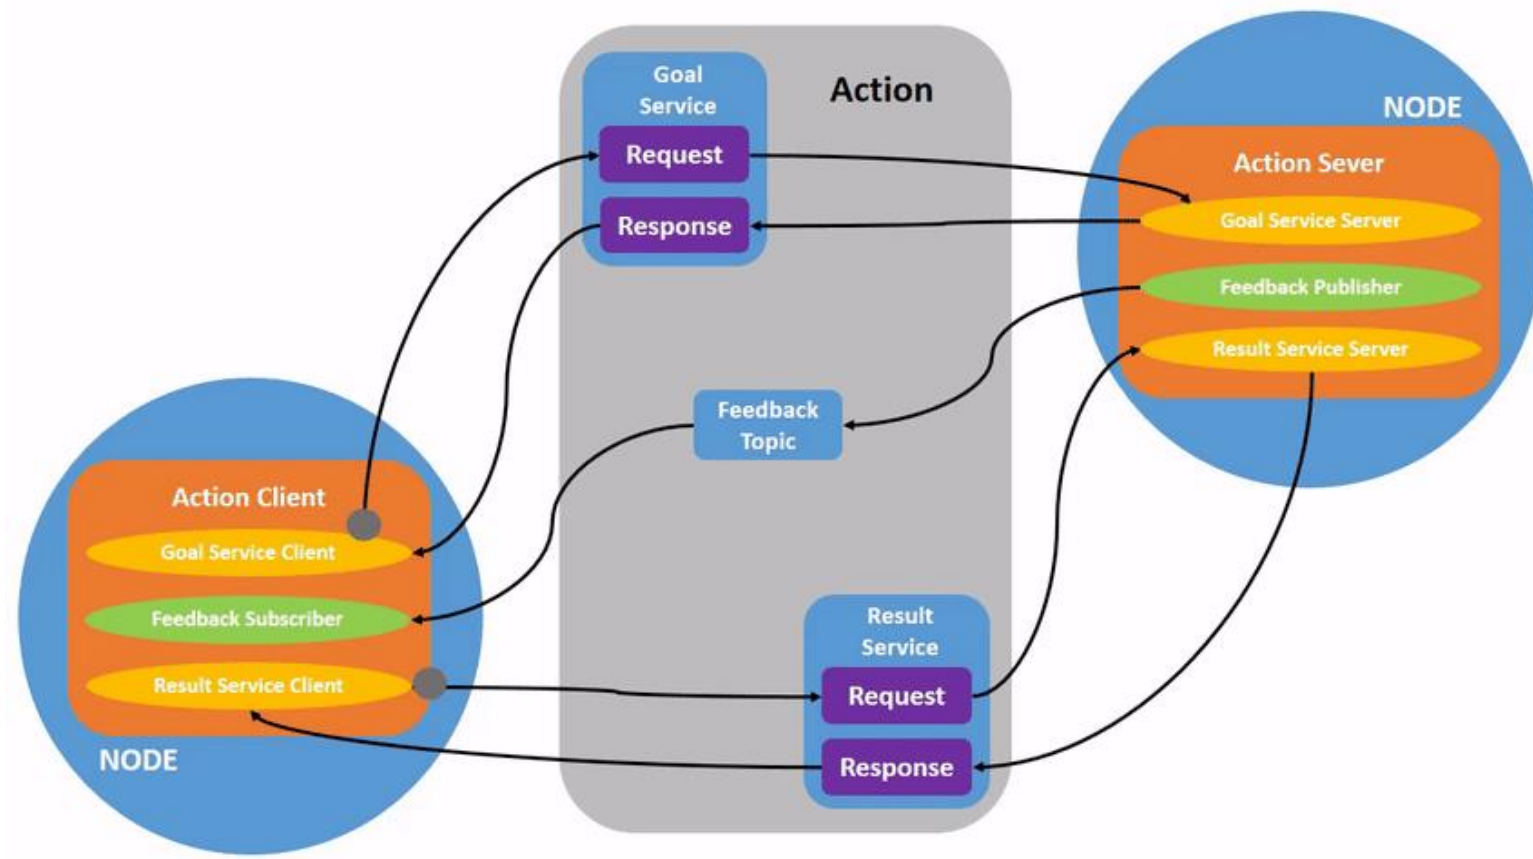 Goal
Service
Request
Response
Action
NODE
Action Sever
Goal Service Server
Feedback Publisher
Result Service Server
Feedback
Topic
Action Client
Goal Service Client
Feedback Subscriber
Result Service Client
NODE
Result
Service
Request
Response